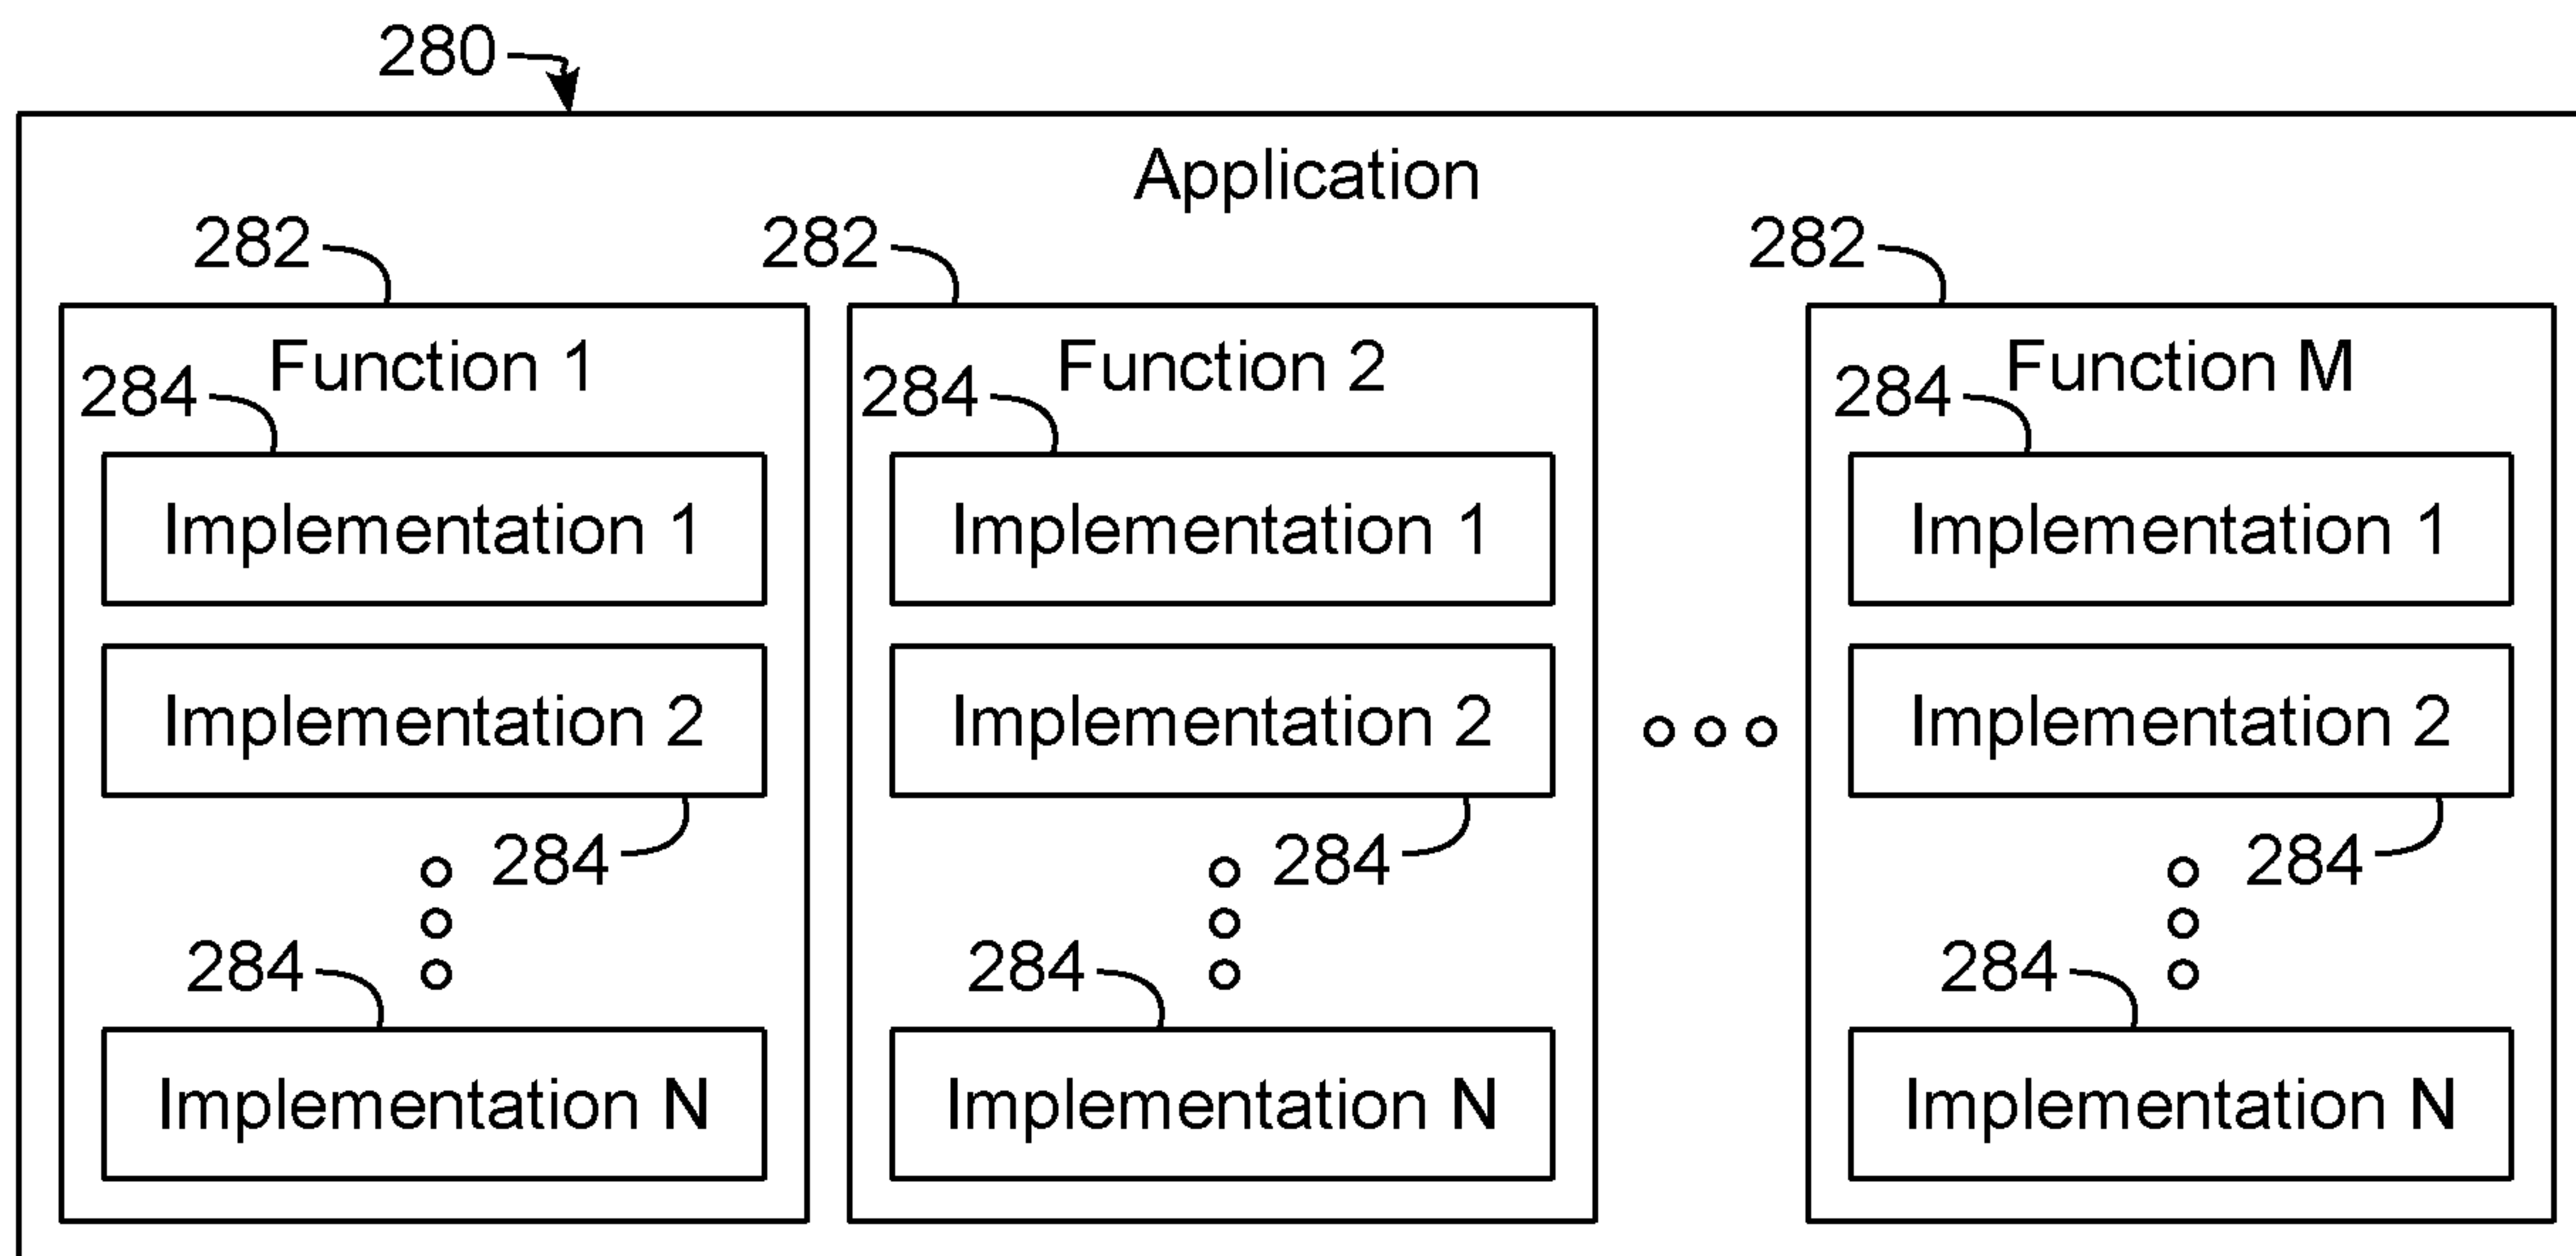 280
Application
282 282 282
Function 1 Function 2 Function M
284 284 284
Implementation 1 Implementation 1 Implementation 1
Implementation 2 Implementation 2 Implementation 2
284 284 284
284 284 284
Implementation N Implementation N Implementation N